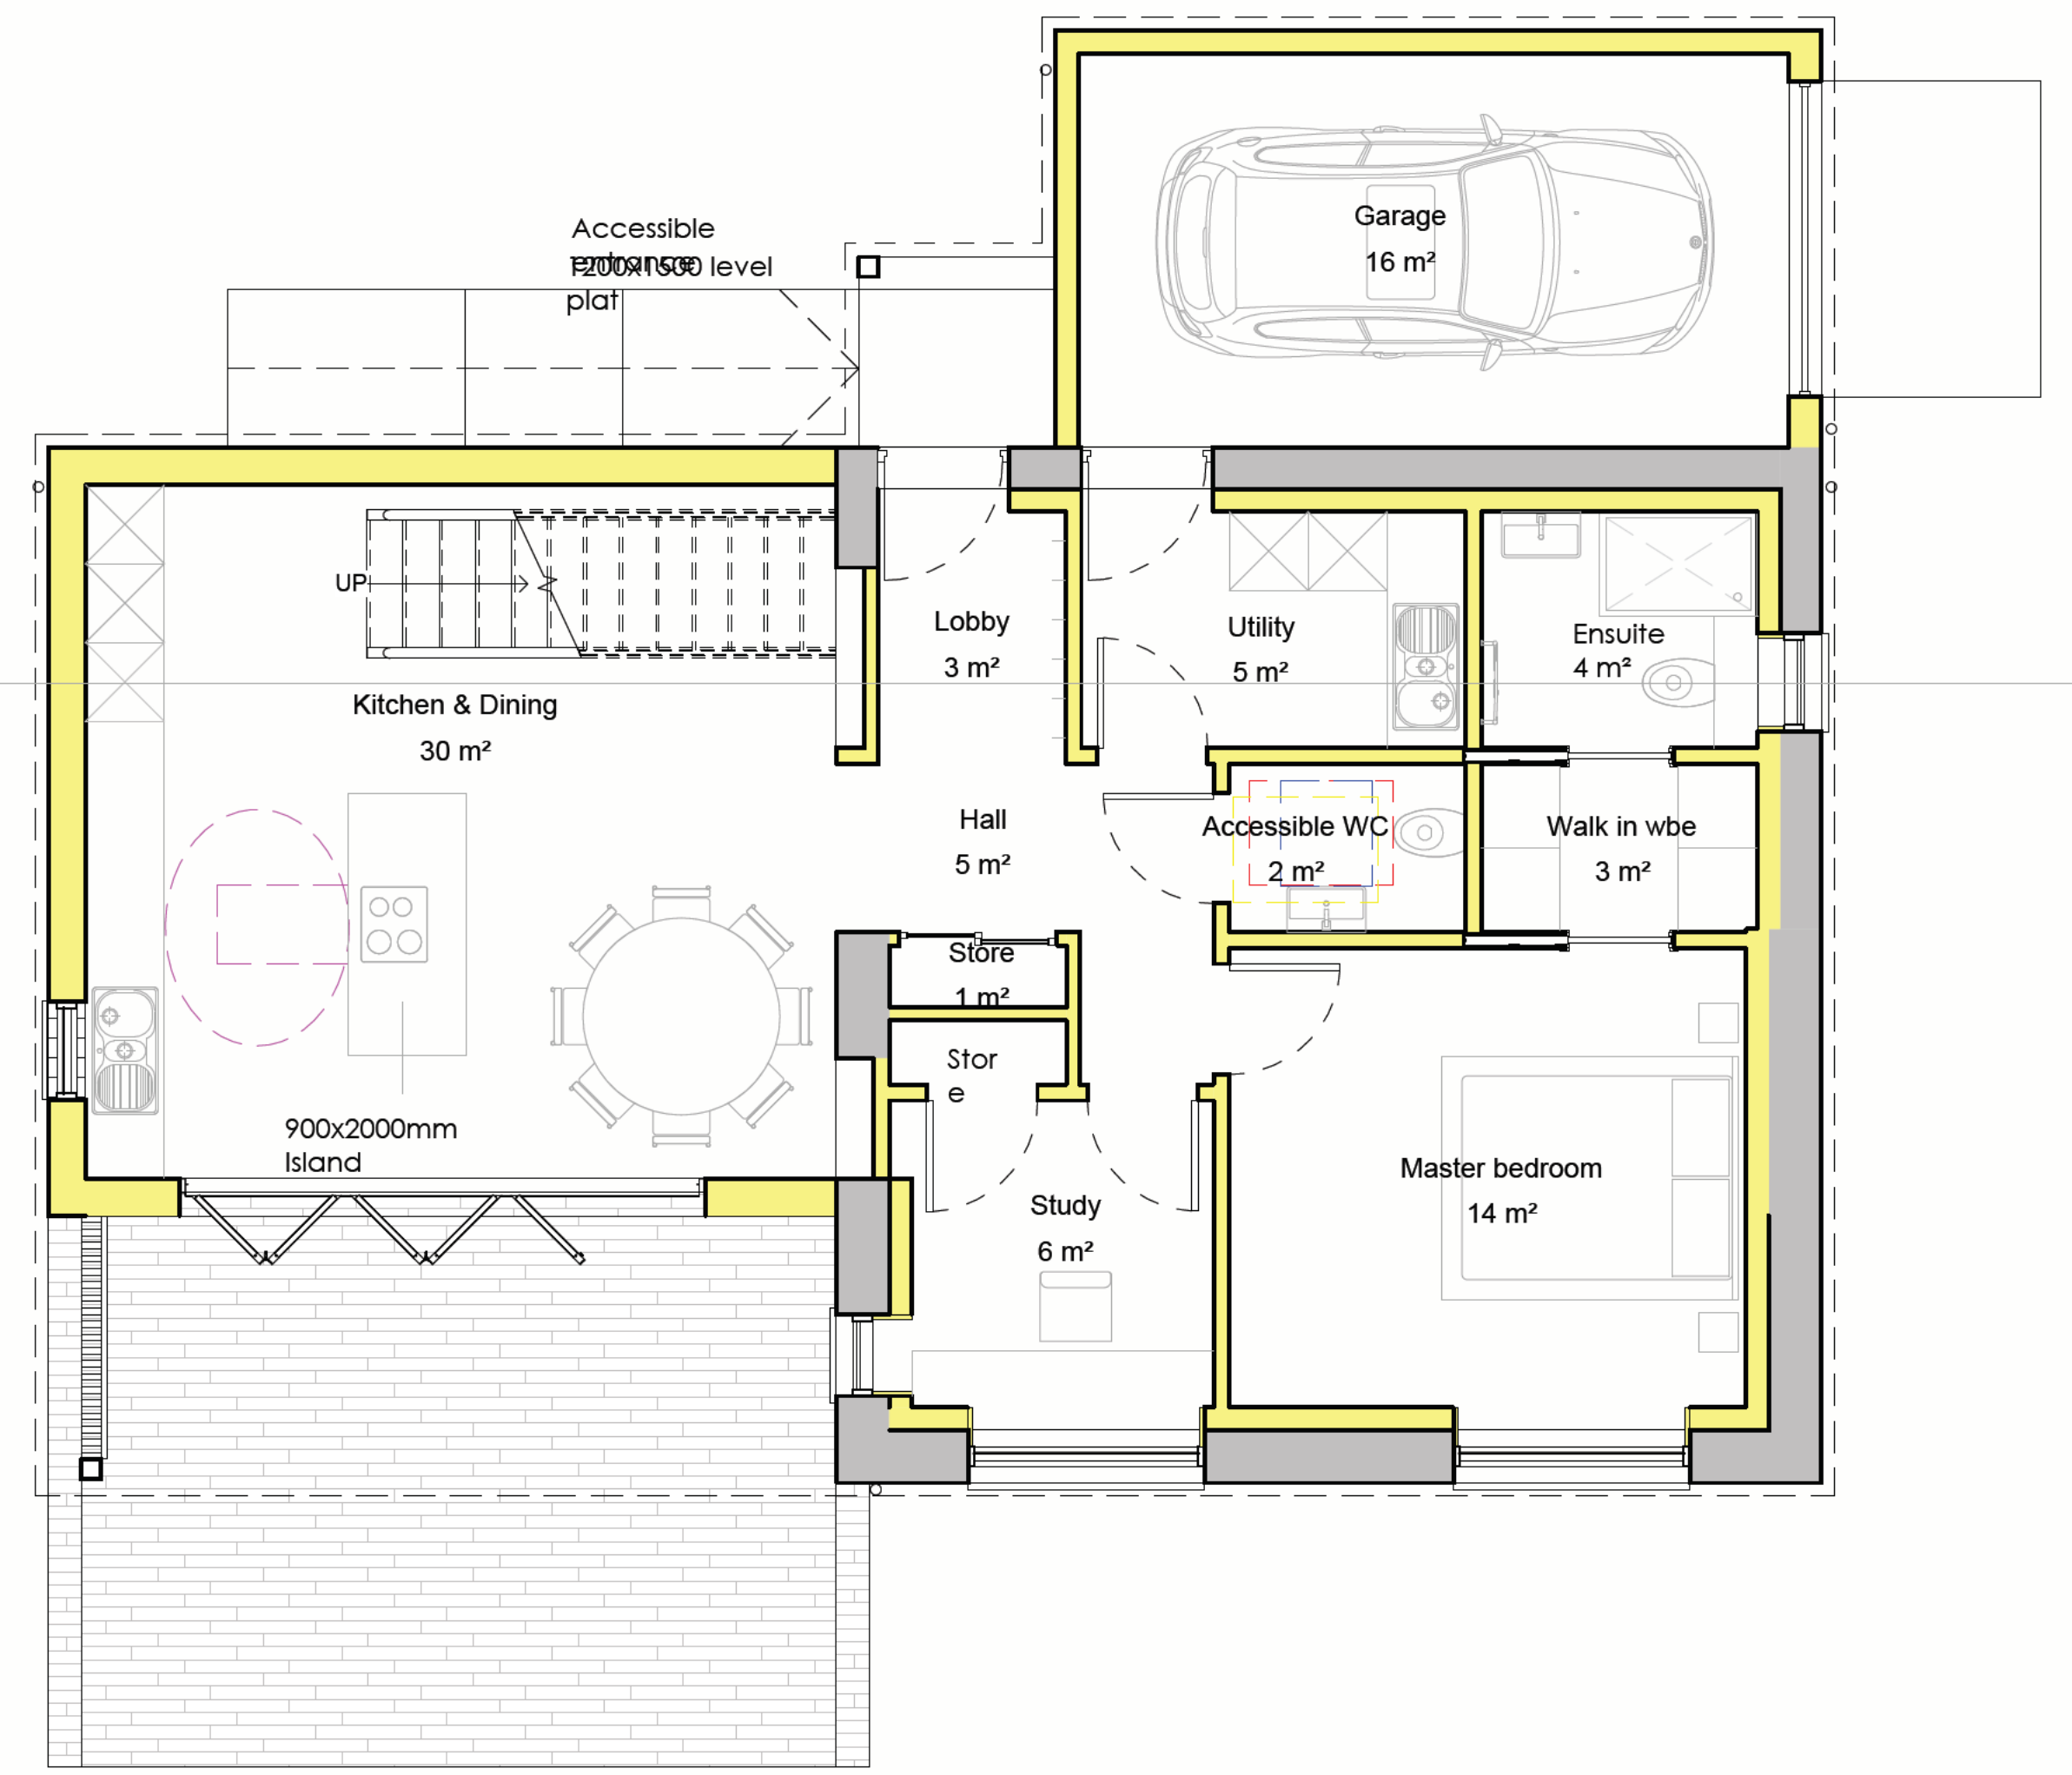 Accessible
entrance
1200x1500 level
plat
Garage
16 m²
UP
Lobby
3 m²
Utility
5 m²
Ensuite
4 m²
Kitchen & Dining
30 m²
Hall
5 m²
Accessible WC
2 m²
Walk in wbe
3 m²
Store
1 m²
Stor
e
900x2000mm
Island
Study
6 m²
Master bedroom
14 m²